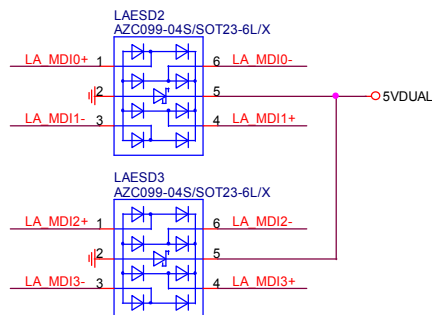 LAESD2
AZC099-04S/SOT23-6L/X
LA_MDI0+ 1 6 LA_MDI0-
2 5 5VDUAL
LA_MDI1- 3 4 LA_MDI1+
LAESD3
AZC099-04S/SOT23-6L/X
LA_MDI2+ 1 6 LA_MDI2-
2 5
LA_MDI3- 3 4 LA_MDI3+